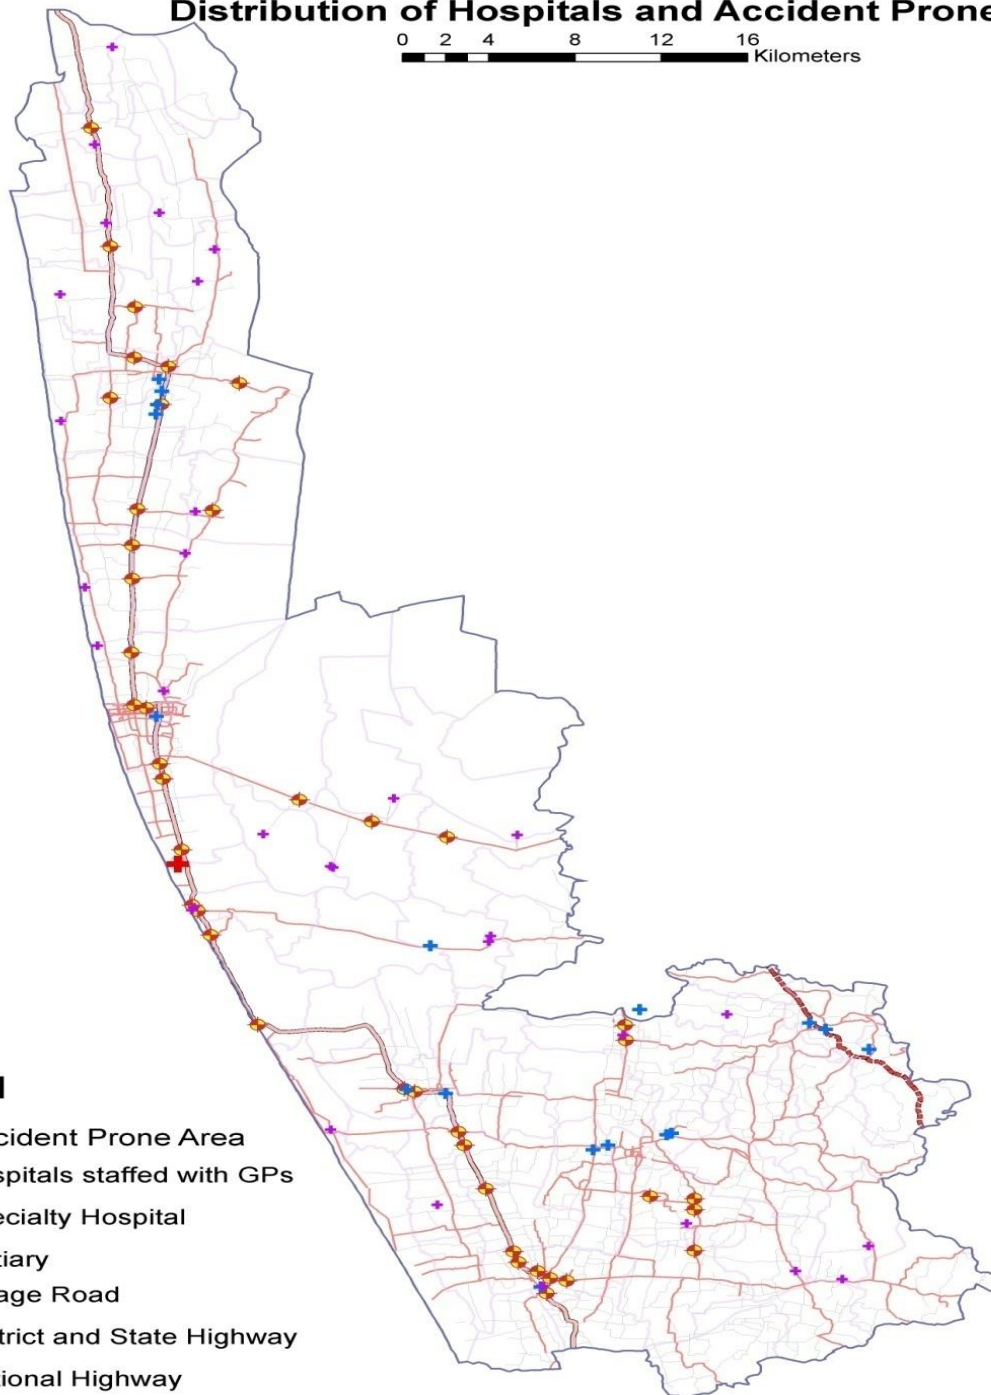 Distribution of Hospitals and Accident Prone
0 2 4 8 12 16
Kilometers
cident Prone Area
spitals staffed with GPs
ecialty Hospital
tiary
age Road
trict and State Highway
tional Highway